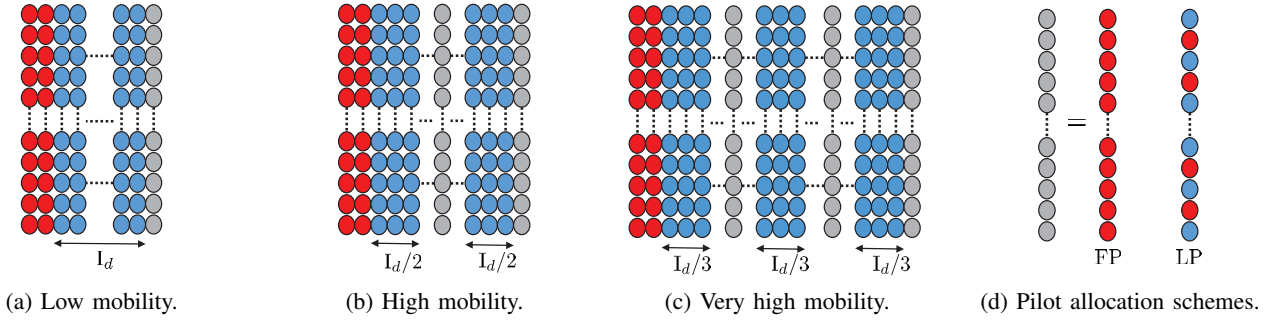 I_d
I_d/2 I_d/2
I_d/3 I_d/3 I_d/3
=
FP LP
(a) Low mobility.
(b) High mobility.
(c) Very high mobility.
(d) Pilot allocation schemes.